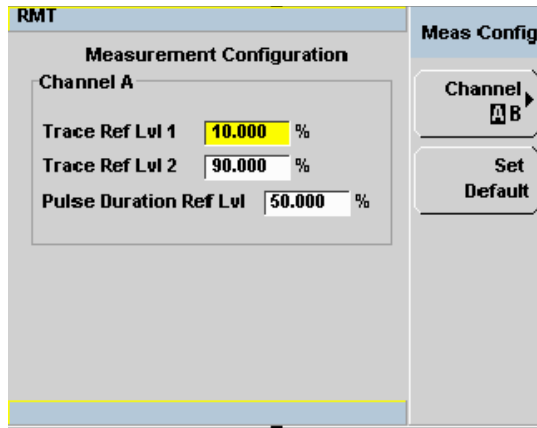 RMT
Meas Config
Measurement Configuration
Channel A
Trace Ref Lvl 1 10.000 %
Trace Ref Lvl 2 90.000 %
Pulse Duration Ref Lvl 50.000 %
Channel
A B
Set
Default